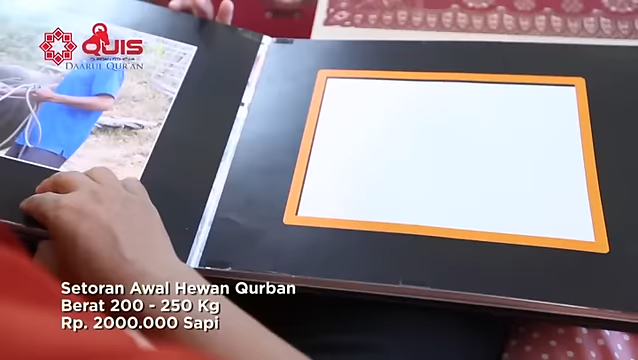 QUIS
DAARUL QUR'AN
Setoran Awal Hewan Qurban
Berat 200 - 250 Kg
Rp. 2000.000 Sapi